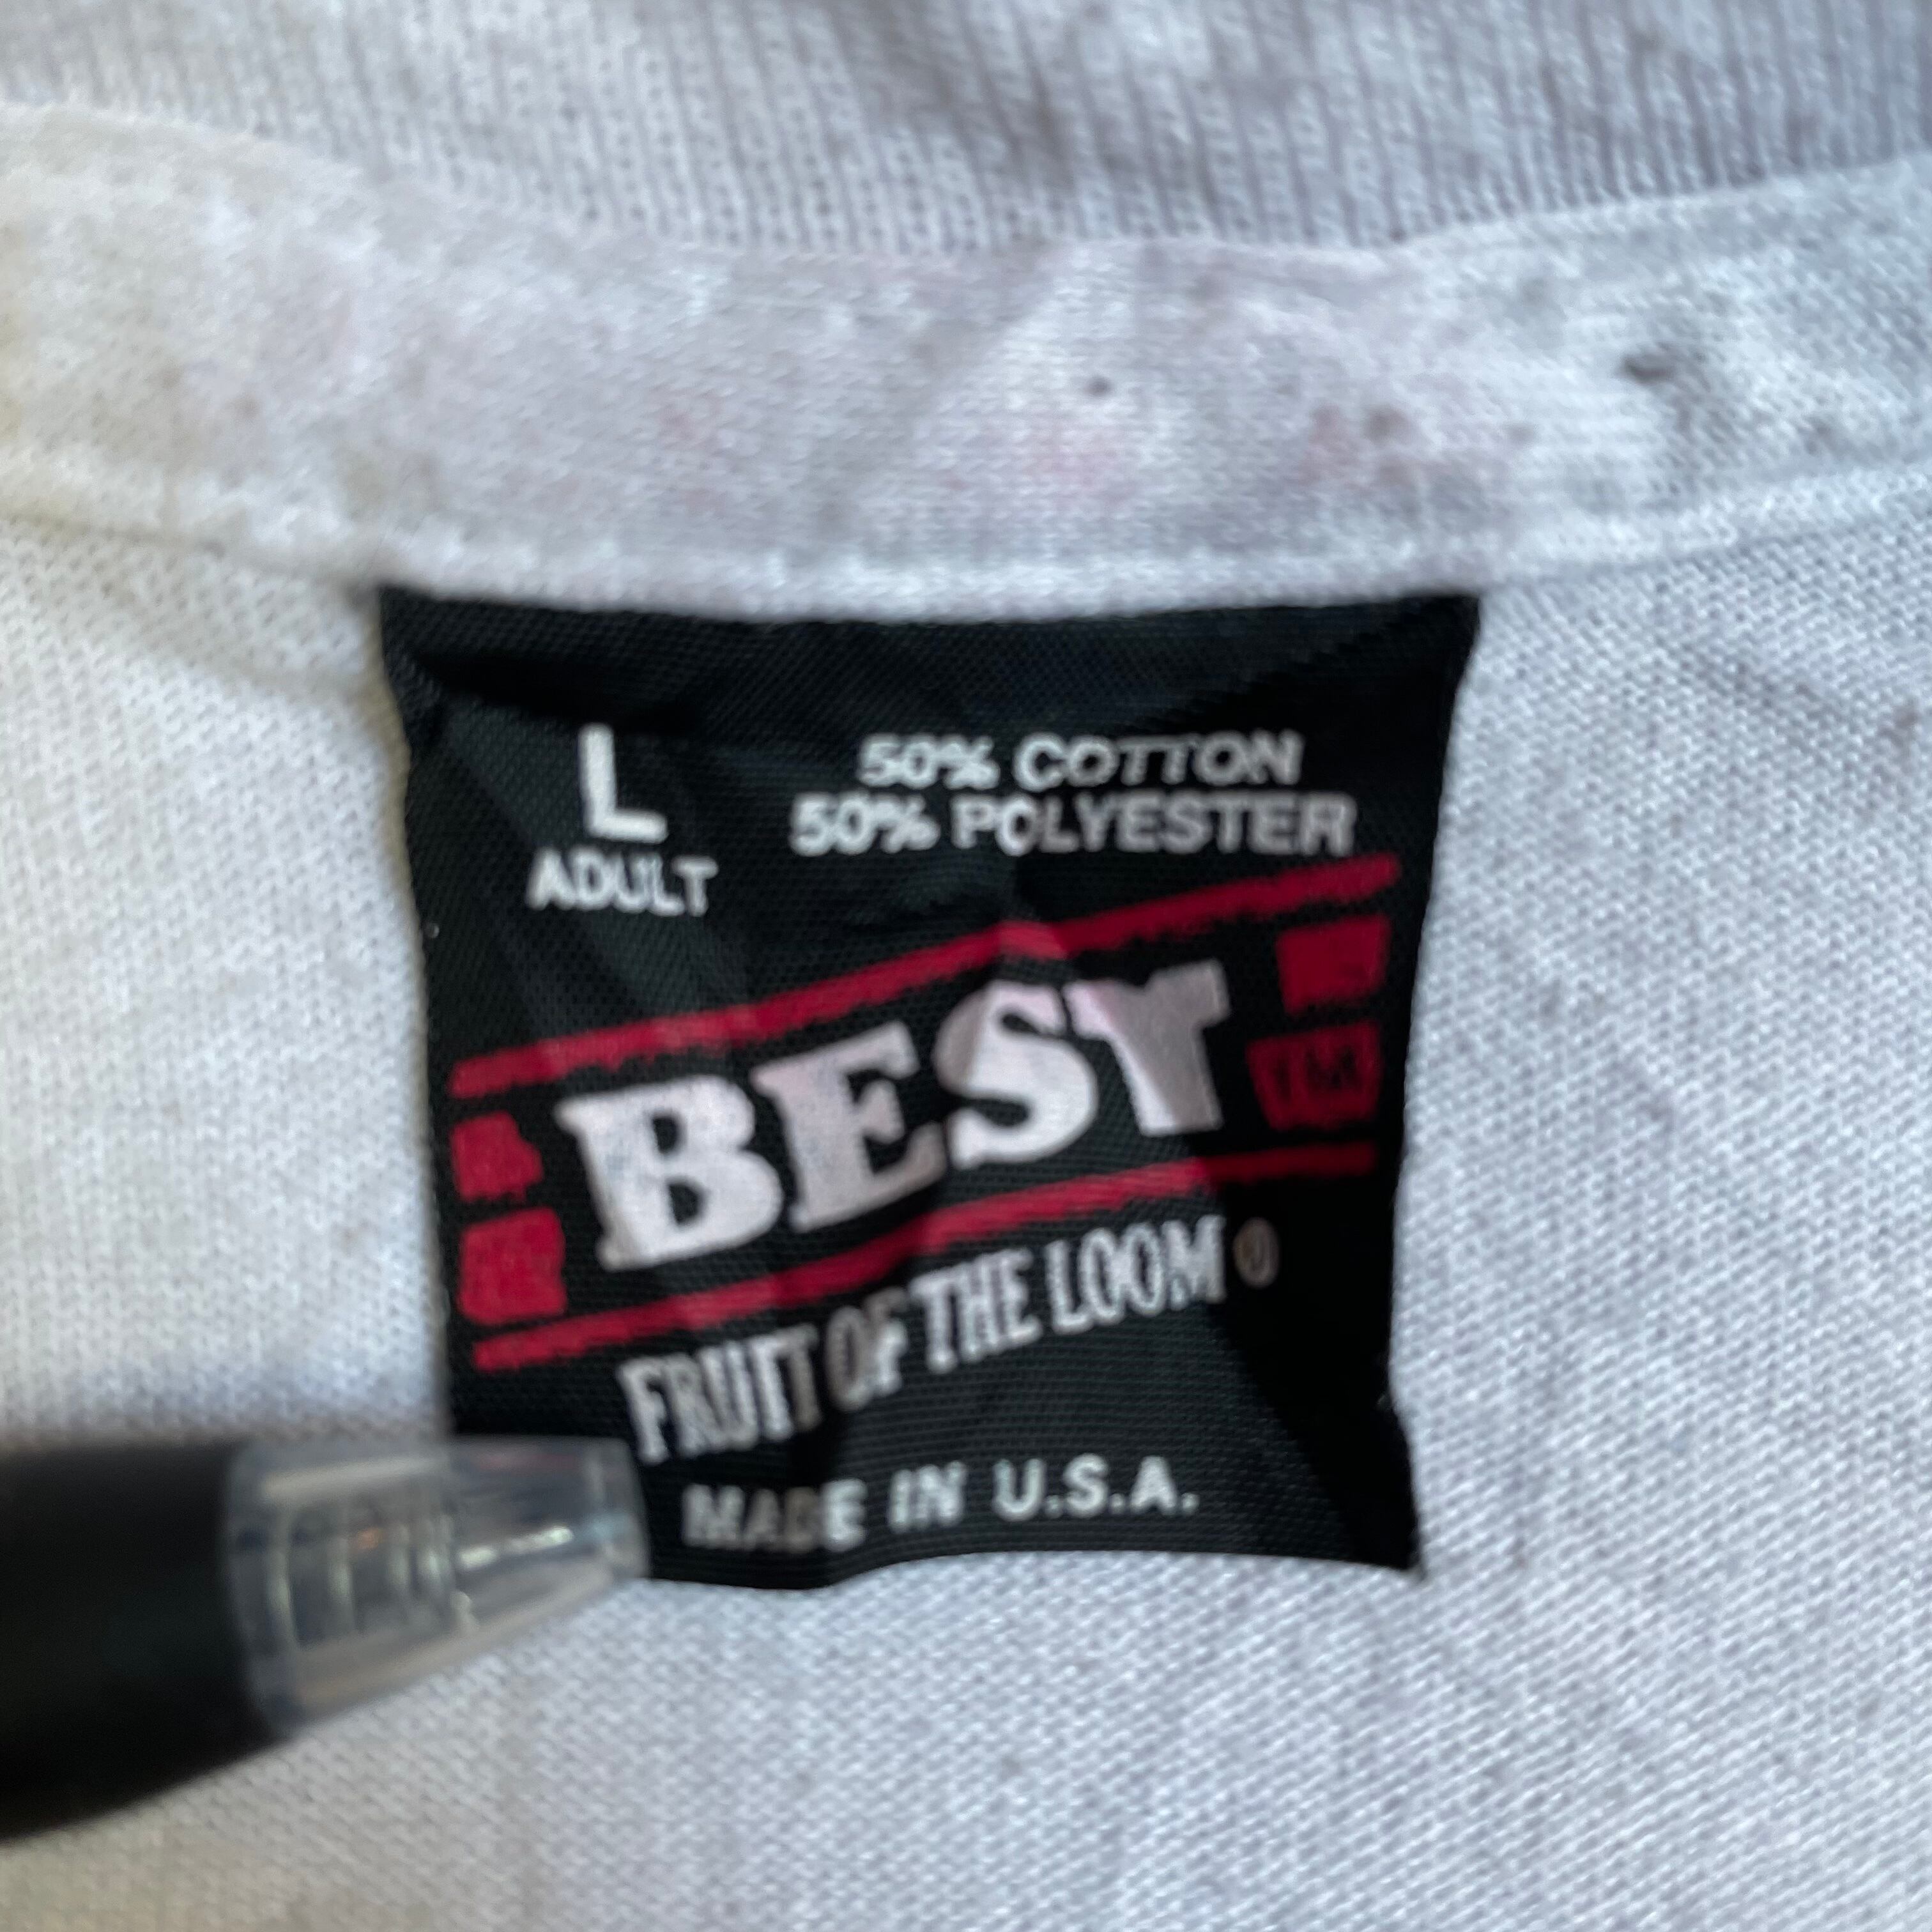 L
ADULT
50% COTTON
50% POLYESTER
BEST
TM
FRUIT OF THE LOOM®
MADE IN U.S.A.